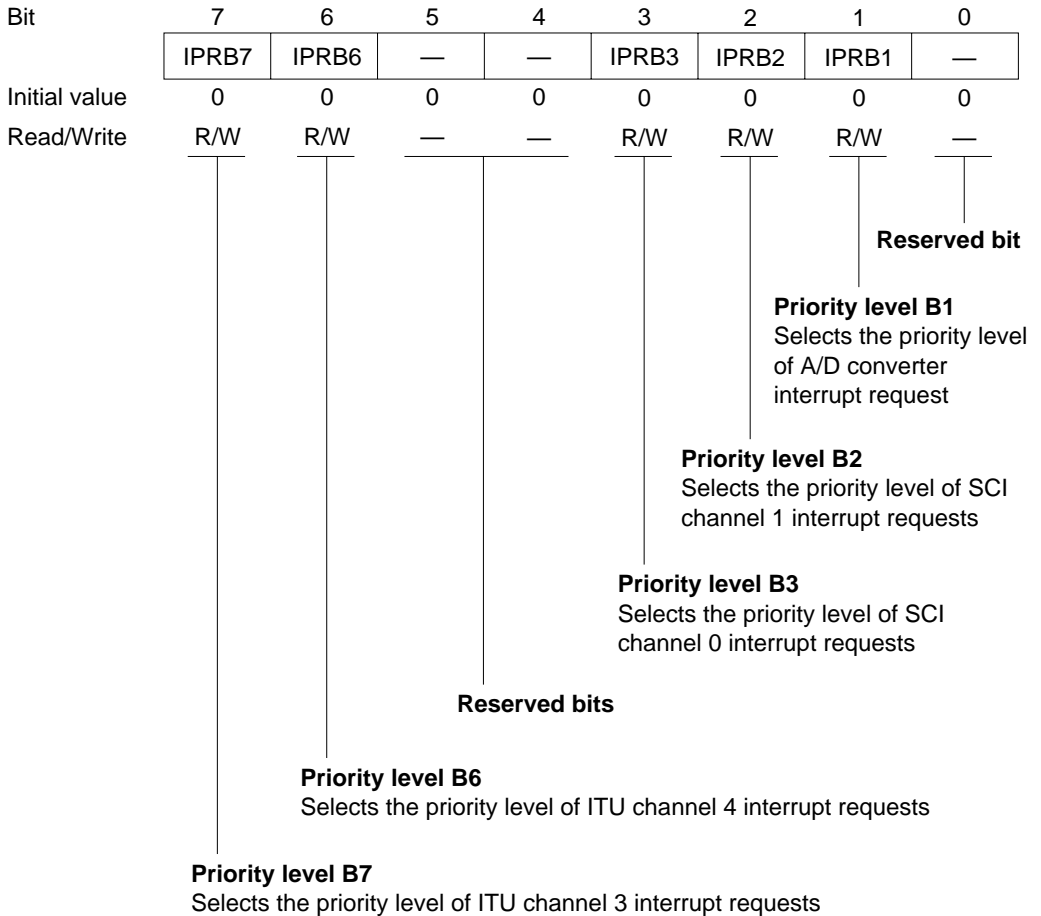 Bit 7 6 5 4 3 2 1 0
IPRB7 IPRB6 — — IPRB3 IPRB2 IPRB1 —
Initial value 0 0 0 0 0 0 0 0
Read/Write R/W R/W — — R/W R/W R/W —
Reserved bit
Priority level B1
Selects the priority level
of A/D converter
interrupt request
Priority level B2
Selects the priority level of SCI
channel 1 interrupt requests
Priority level B3
Selects the priority level of SCI
channel 0 interrupt requests
Reserved bits
Priority level B6
Selects the priority level of ITU channel 4 interrupt requests
Priority level B7
Selects the priority level of ITU channel 3 interrupt requests